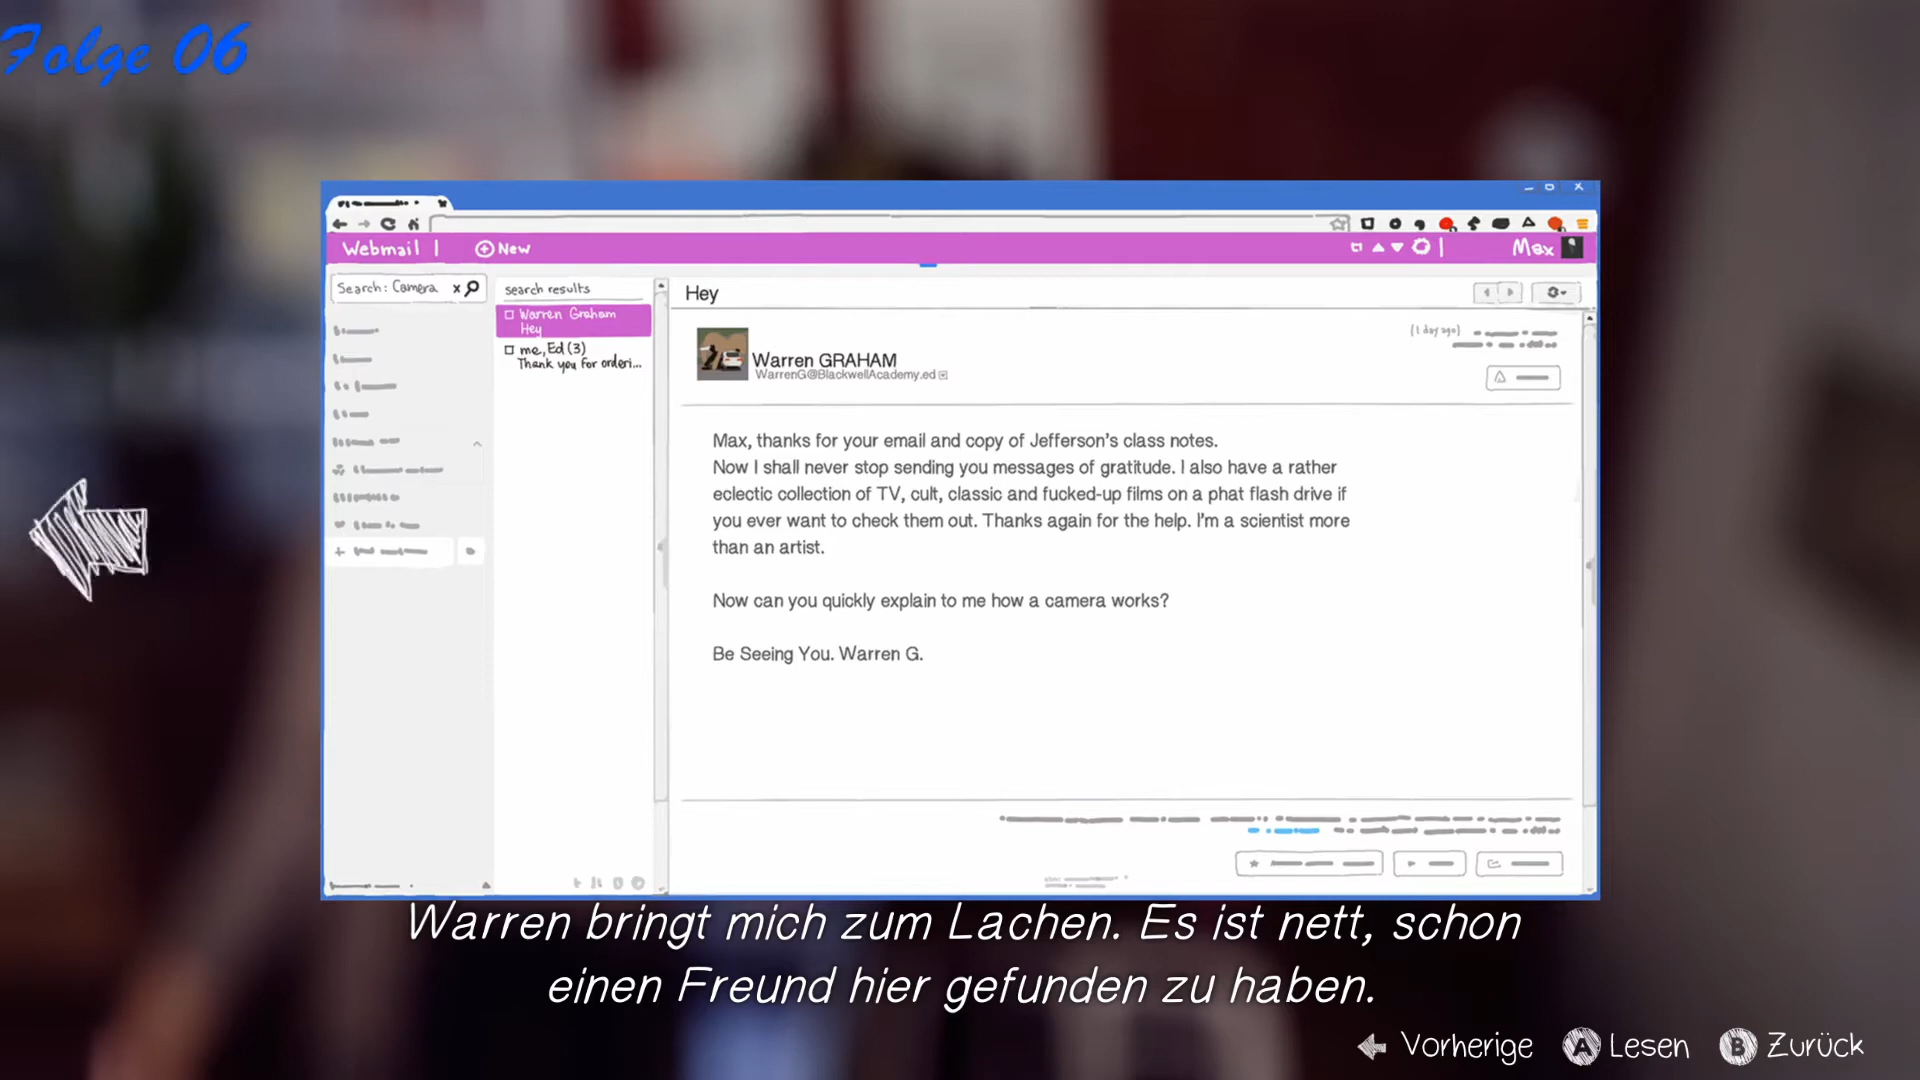 Folge 06
Webmail | New
Max
Search: Camera x
search results
Warren Graham
Hey
me, Ed (3)
Thank you for orderi...
Hey
(1 day ago)
Warren GRAHAM
WarrenG@BlackwellAcademy.ed
Max, thanks for your email and copy of Jefferson's class notes.
Now I shall never stop sending you messages of gratitude. I also have a rather
eclectic collection of TV, cult, classic and fucked-up films on a phat flash drive if
you ever want to check them out. Thanks again for the help. I'm a scientist more
than an artist.
Now can you quickly explain to me how a camera works?
Be Seeing You. Warren G.
Warren bringt mich zum Lachen. Es ist nett, schon
einen Freund hier gefunden zu haben.
Vorherige A Lesen B Zurück